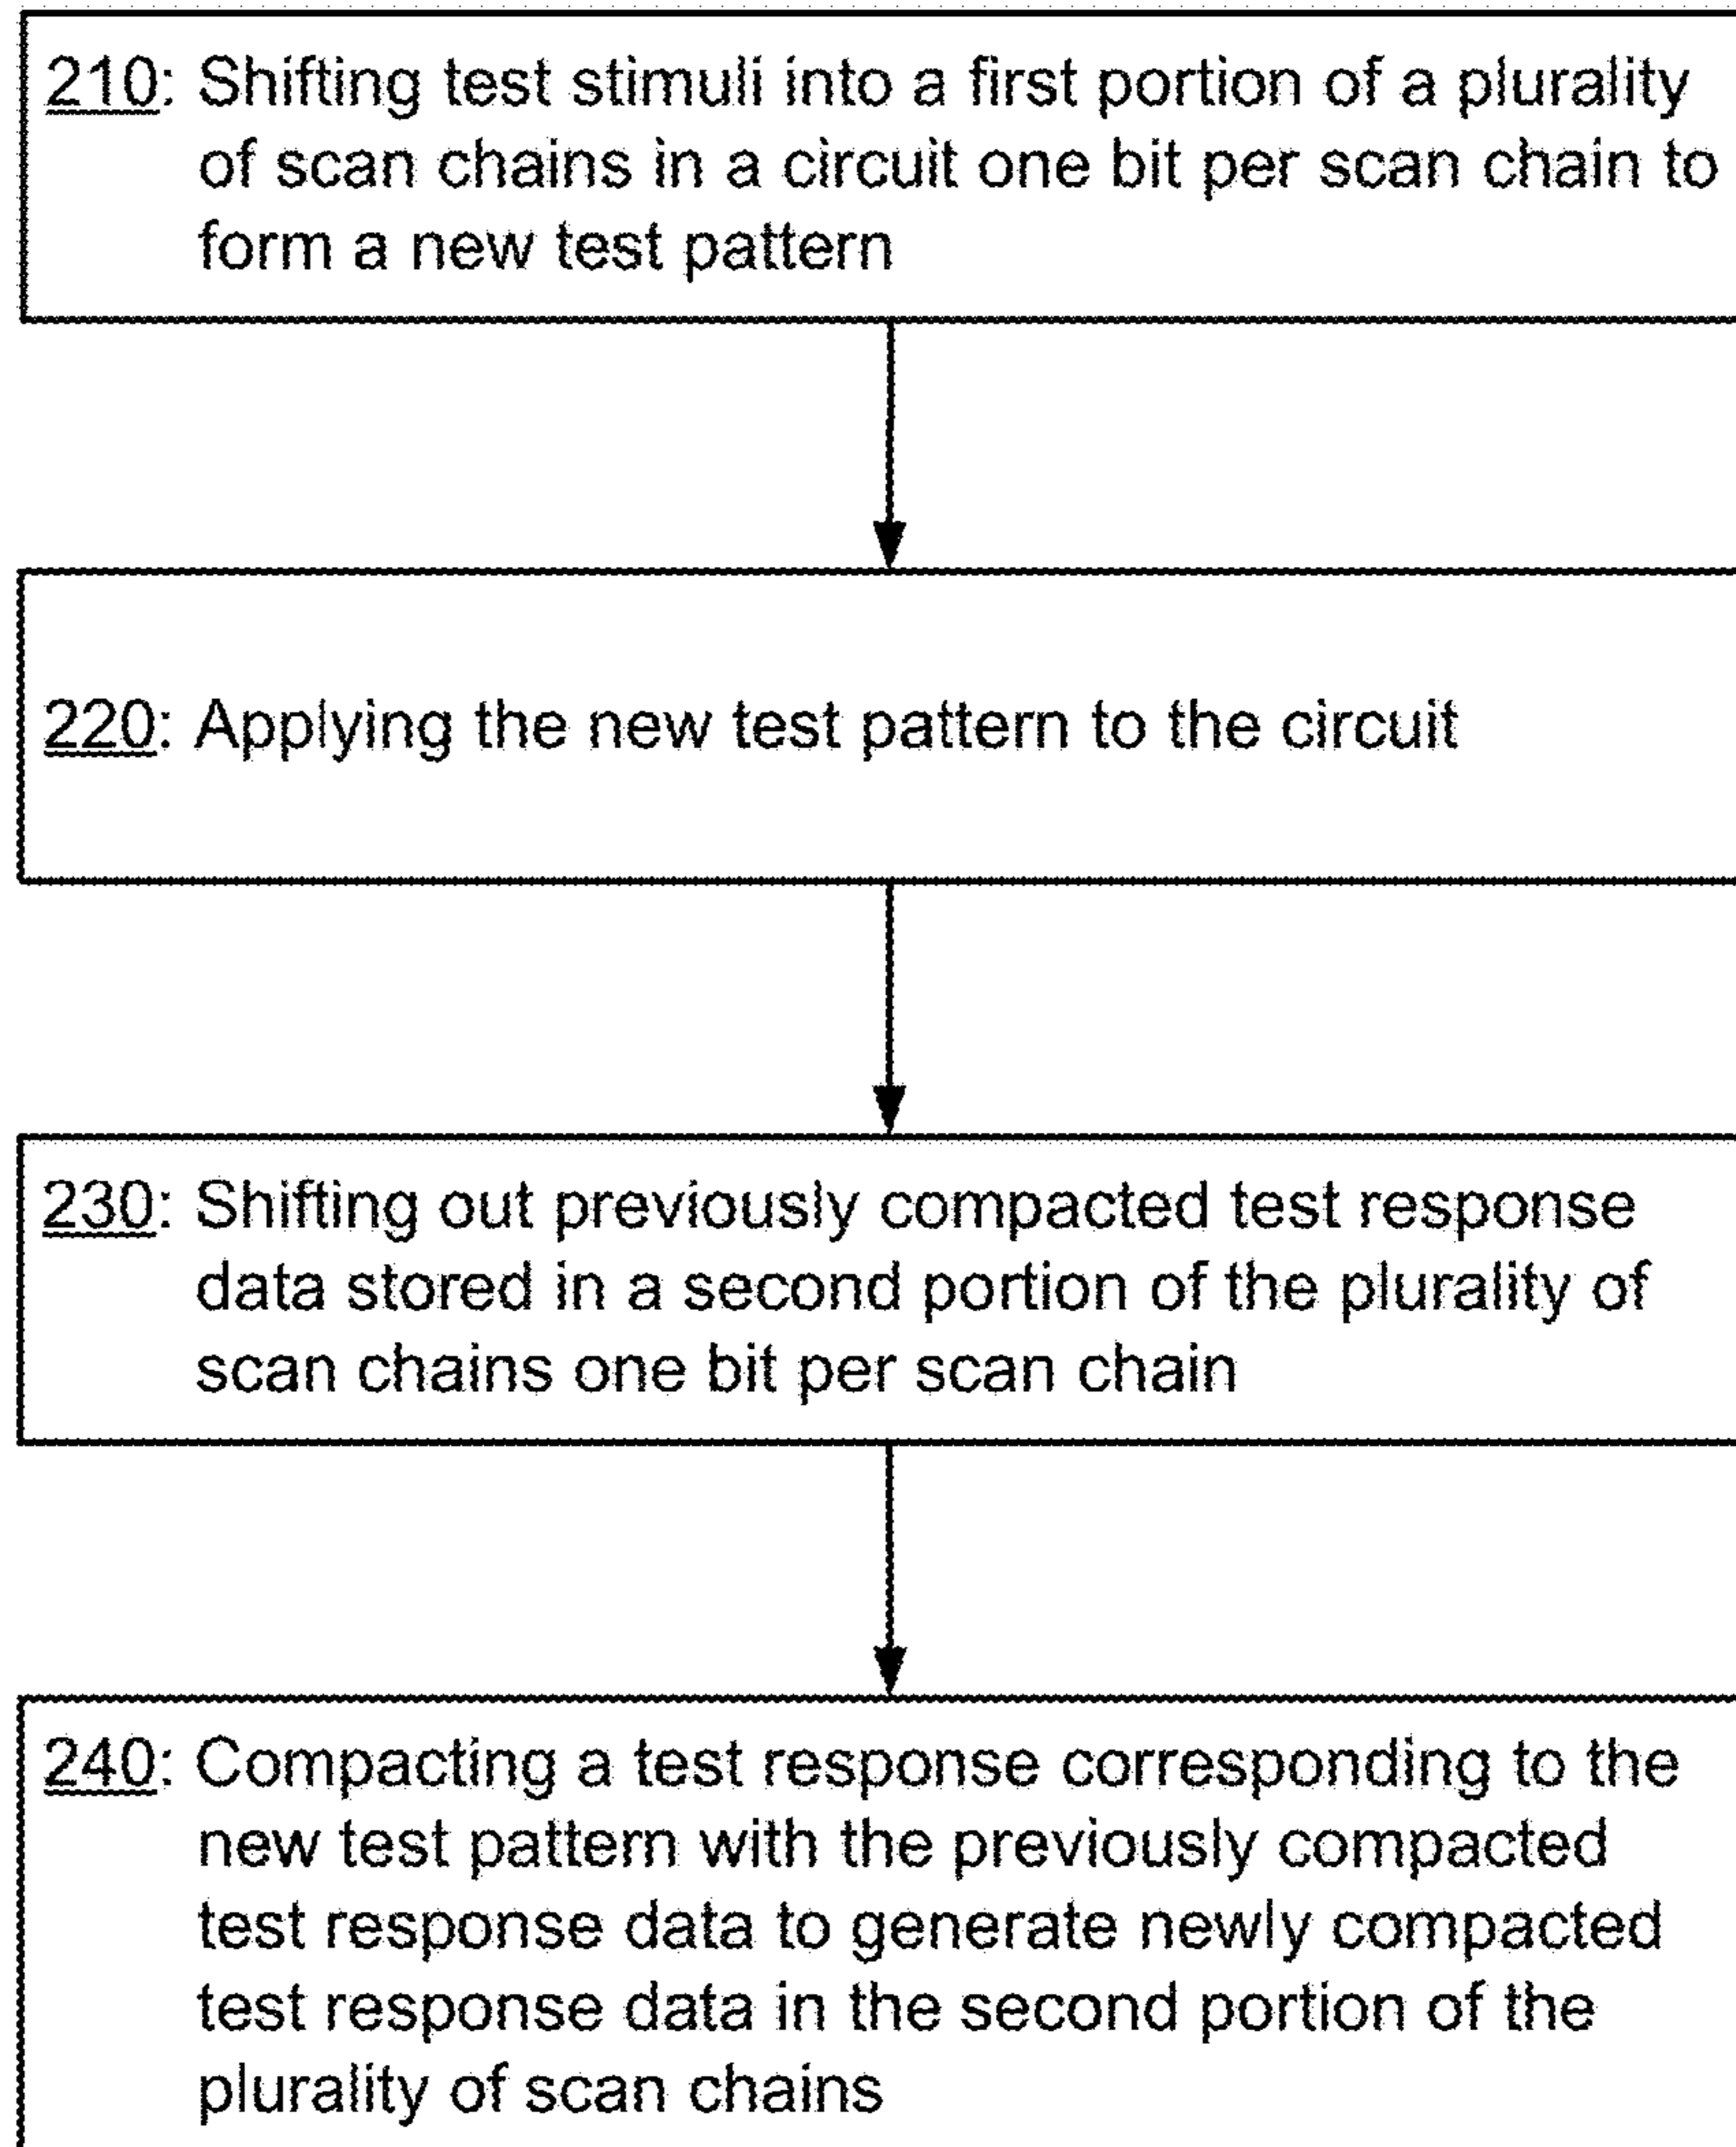 210: Shifting test stimuli into a first portion of a plurality
of scan chains in a circuit one bit per scan chain to
form a new test pattern
220: Applying the new test pattern to the circuit
230: Shifting out previously compacted test response
data stored in a second portion of the plurality of
scan chains one bit per scan chain
240: Compacting a test response corresponding to the
new test pattern with the previously compacted
test response data to generate newly compacted
test response data in the second portion of the
plurality of scan chains